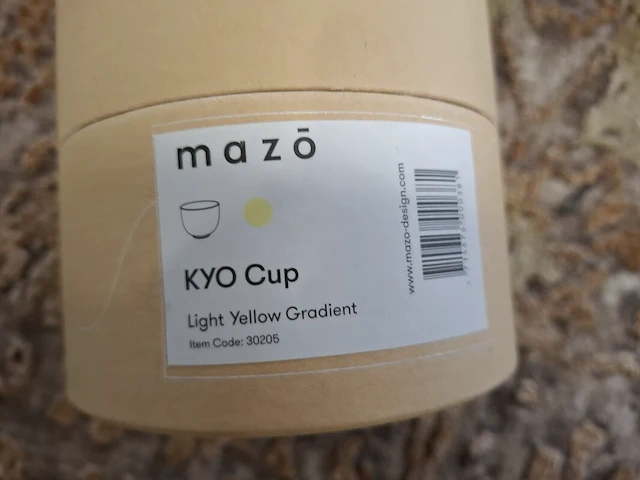 mazō
KYO Cup
Light Yellow Gradient
Item Code: 30205
www.mazo-design.com